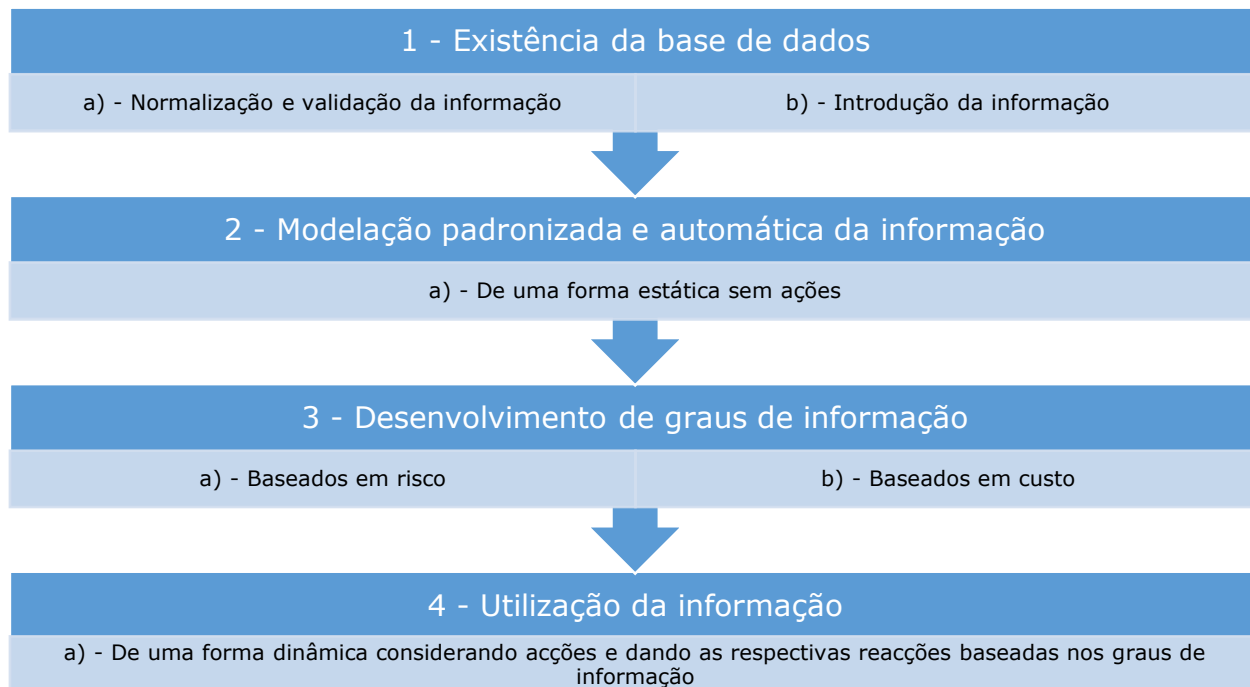 1 - Existência da base de dados
a) - Normalização e validação da informação
b) - Introdução da informação
2 - Modelação padronizada e automática da informação
a) - De uma forma estática sem ações
3 - Desenvolvimento de graus de informação
a) - Baseados em risco
b) - Baseados em custo
4 - Utilização da informação
a) - De uma forma dinâmica considerando acções e dando as respectivas reacções baseadas nos graus de
informação